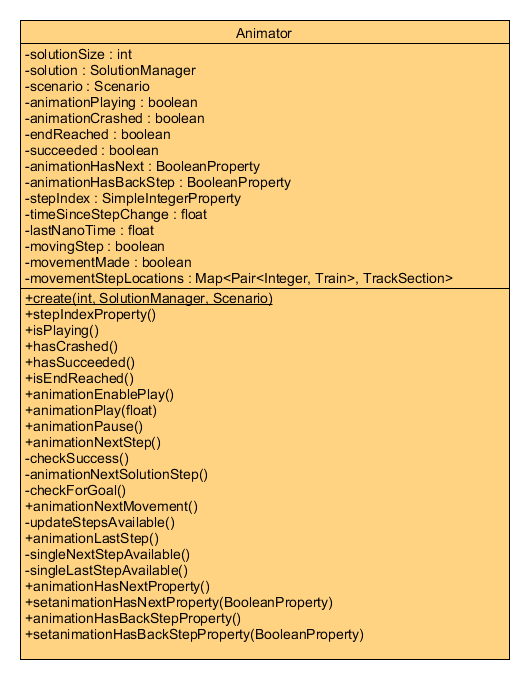 Animator
-solutionSize : int
-solution : SolutionManager
-scenario : Scenario
-animationPlaying : boolean
-animationCrashed : boolean
-endReached : boolean
-succeeded : boolean
-animationHasNext : BooleanProperty
-animationHasBackStep : BooleanProperty
-stepIndex : SimpleIntegerProperty
-timeSinceStepChange : float
-lastNanoTime : float
-movingStep : boolean
-movementMade : boolean
-movementStepLocations : Map<Pair<Integer, Train>, TrackSection>
+create(int, SolutionManager, Scenario)
+stepIndexProperty()
+isPlaying()
+hasCrashed()
+hasSucceeded()
+isEndReached()
+animationEnablePlay()
+animationPlay(float)
+animationPause()
+animationNextStep()
-checkSuccess()
-animationNextSolutionStep()
-checkForGoal()
+animationNextMovement()
-updateStepsAvailable()
+animationLastStep()
-singleNextStepAvailable()
-singleLastStepAvailable()
+animationHasNextProperty()
+setanimationHasNextProperty(BooleanProperty)
+animationHasBackStepProperty()
+setanimationHasBackStepProperty(BooleanProperty)